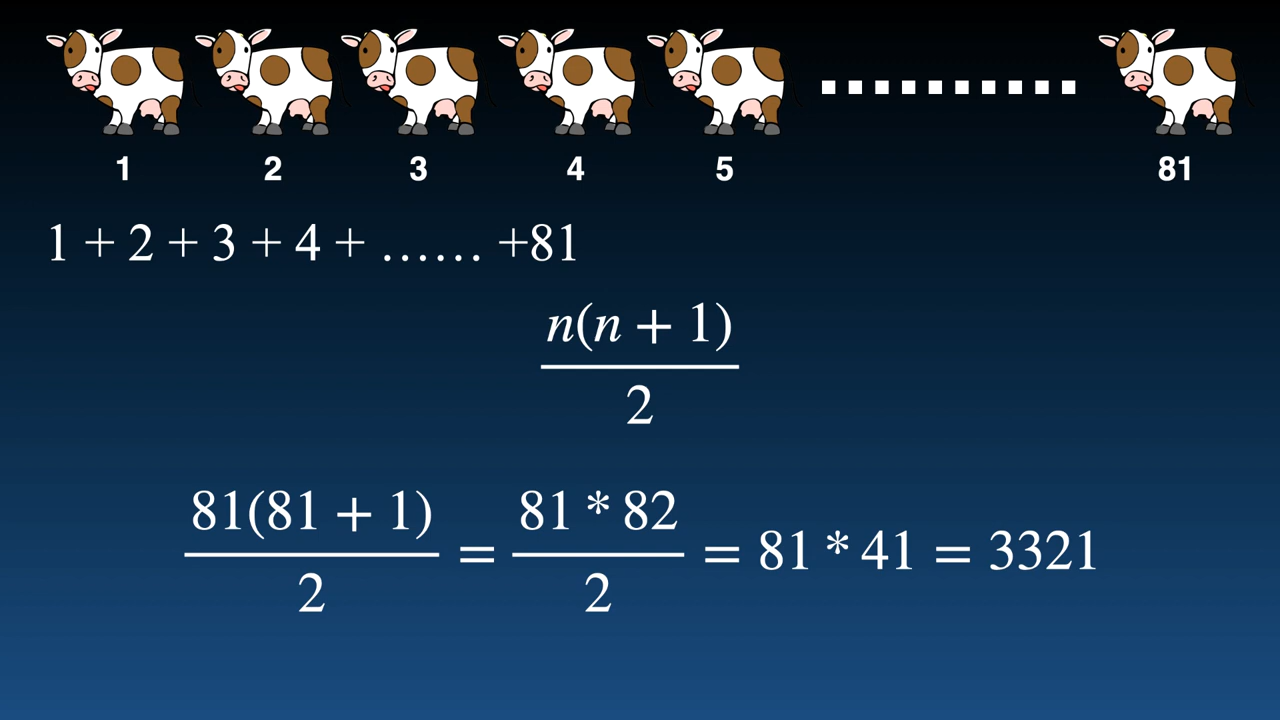 1 2 3 4 5 81
1 + 2 + 3 + 4 + ...... +81
n(n + 1)
2
81(81 + 1) / 2 = 81 * 82 / 2 = 81 * 41 = 3321